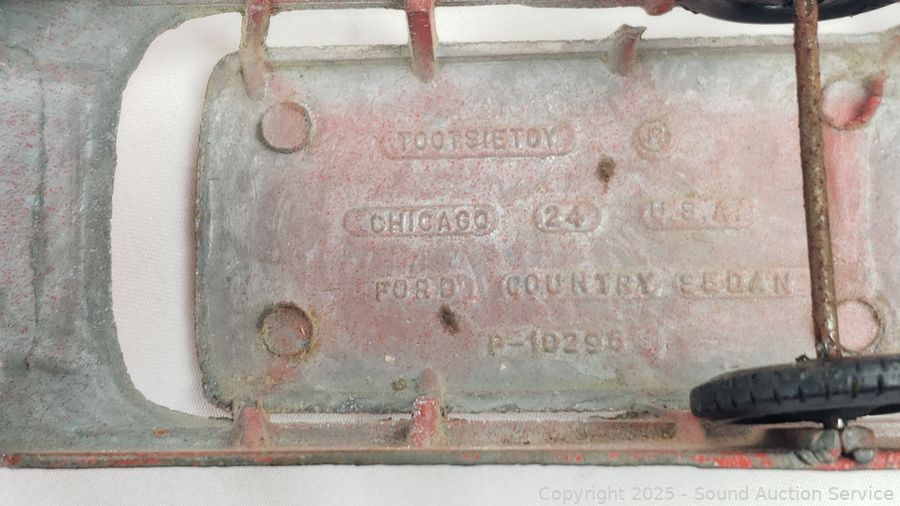 TOOTSIETOY ®
CHICAGO 24 U.S.A.
FORD COUNTRY SEDAN
P-10296
Copyright 2025 - Sound Auction Service